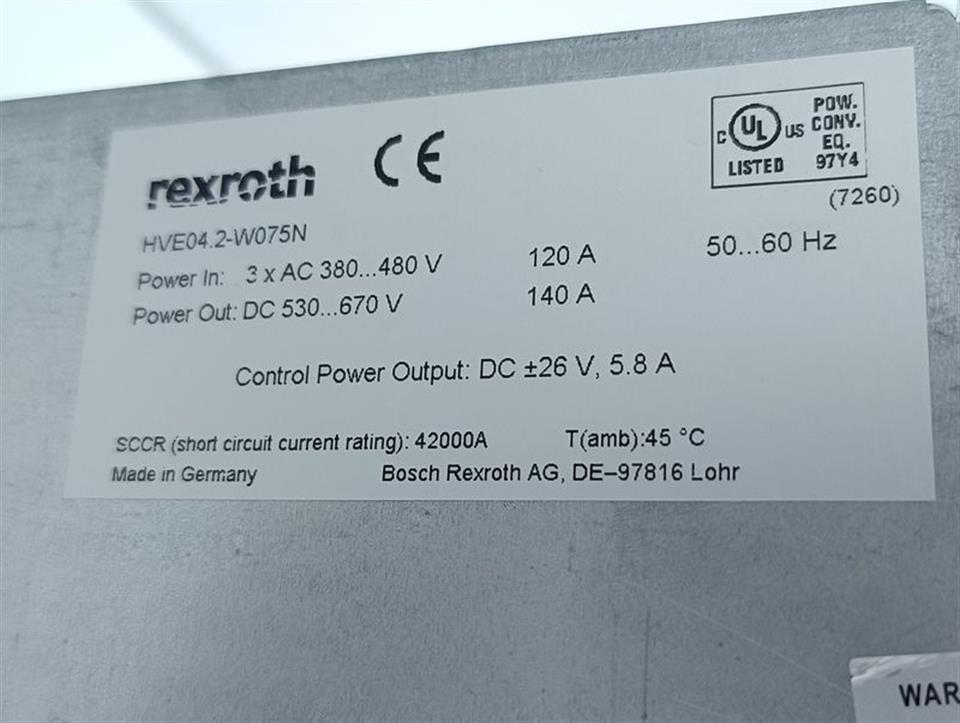 rexroth CE
C UL US LISTED
POW.
CONV.
EQ.
97Y4
(7260)
HVE04.2-W075N
Power In: 3 x AC 380...480 V 120 A 50...60 Hz
Power Out: DC 530...670 V 140 A
Control Power Output: DC ±26 V, 5.8 A
SCCR (short circuit current rating): 42000A T(amb):45 °C
Made in Germany Bosch Rexroth AG, DE–97816 Lohr
WAR